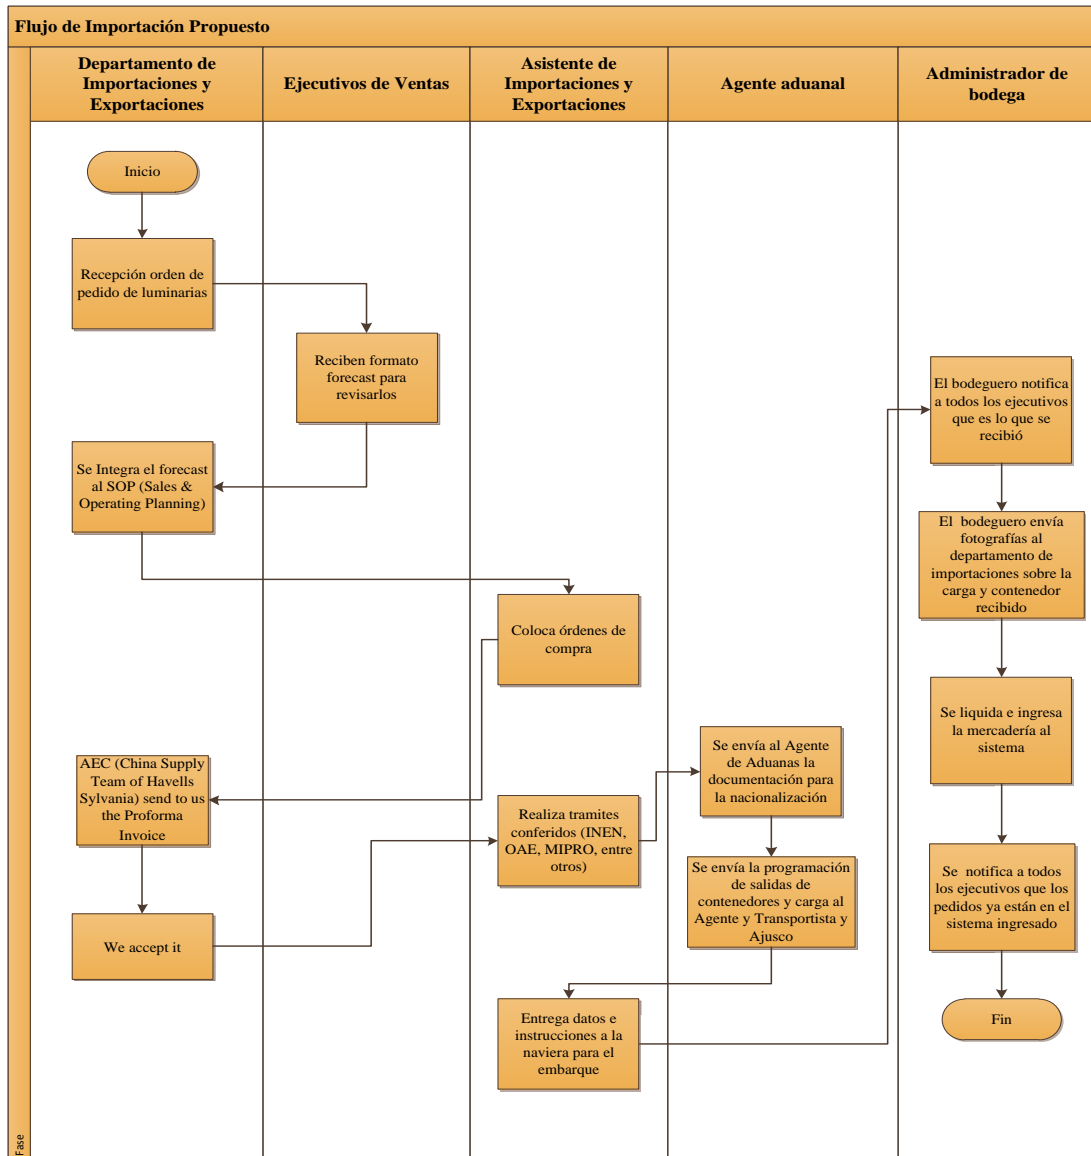 Flujo de Importación Propuesto
Departamento de
Importaciones y
Exportaciones
Ejecutivos de Ventas
Asistente de
Importaciones y
Exportaciones
Agente aduanal
Administrador de
bodega
Inicio
Recepción orden de
pedido de luminarias
Reciben formato
forecast para
revisarlos
Se Integra el forecast
al SOP (Sales &
Operating Planning)
Coloca órdenes de
compra
AEC (China Supply
Team of Havells
Sylvania) send to us
the Proforma
Invoice
We accept it
Realiza tramites
conferidos (INEN,
OAE, MIPRO, entre
otros)
Se envía al Agente
de Aduanas la
documentación para
la nacionalización
Se envía la programación
de salidas de
contenedores y carga al
Agente y Transportista y
Ajusco
Entrega datos e
instrucciones a la
naviera para el
embarque
El bodeguero notifica
a todos los ejecutivos
que es lo que se
recibió
El bodeguero envía
fotografías al
departamento de
importaciones sobre la
carga y contenedor
recibido
Se liquida e ingresa
la mercadería al
sistema
Se notifica a todos
los ejecutivos que los
pedidos ya están en el
sistema ingresado
Fin
Fase